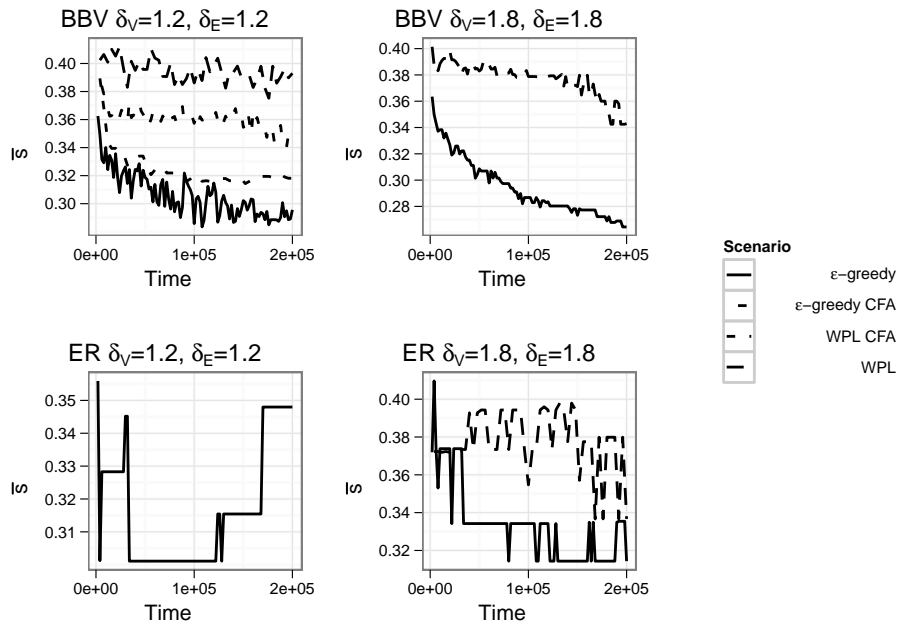 BBV δV=1.2, δE=1.2
0.40
0.38
0.36
0.34
0.32
0.30
s̅
0e+00 1e+05 2e+05
Time
BBV δV=1.8, δE=1.8
0.40
0.38
0.36
0.34
0.32
0.30
0.28
s̅
0e+00 1e+05 2e+05
Time
ER δV=1.2, δE=1.2
0.35
0.34
0.33
0.32
0.31
s̅
0e+00 1e+05 2e+05
Time
ER δV=1.8, δE=1.8
0.40
0.38
0.36
0.34
0.32
s̅
0e+00 1e+05 2e+05
Time
Scenario
ε−greedy
ε−greedy CFA
WPL CFA
WPL